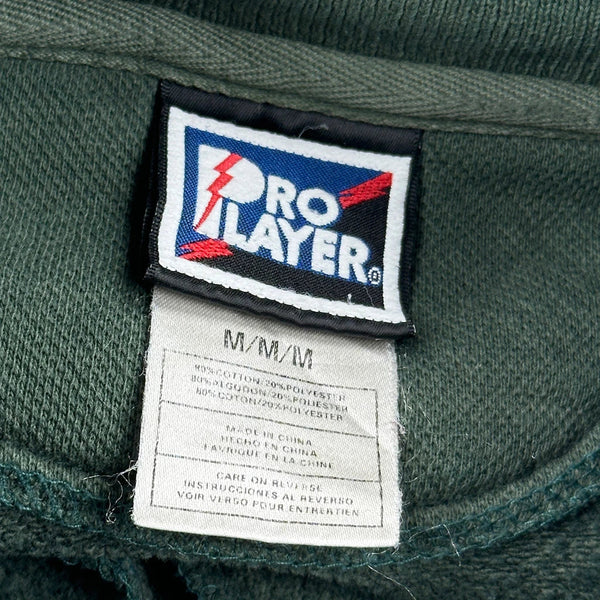 PRO
PLAYER®
M/M/M
80%COTTON/20%POLYESTER
80%ALGODON/20%POLYESTER
80%COTON/20%POLYESTER
MADE IN CHINA
HECHO EN CHINA
FABRIQUE EN LA CHINE
CARE ON REVERSE
INSTRUCCIONES AL REVERSO
VOIR VERSO POUR ENTRETIEN